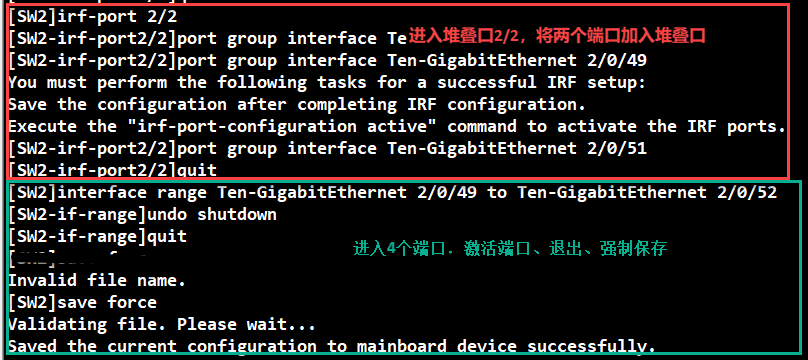 [SW2]irf-port 2/2
[SW2-irf-port2/2]port group interface Te进入堆叠口2/2，将两个端口加入堆叠口
[SW2-irf-port2/2]port group interface Ten-GigabitEthernet 2/0/49
You must perform the following tasks for a successful IRF setup:
Save the configuration after completing IRF configuration.
Execute the "irf-port-configuration active" command to activate the IRF ports.
[SW2-irf-port2/2]port group interface Ten-GigabitEthernet 2/0/51
[SW2-irf-port2/2]quit
[SW2]interface range Ten-GigabitEthernet 2/0/49 to Ten-GigabitEthernet 2/0/52
[SW2-if-range]undo shutdown
[SW2-if-range]quit
进入4个端口．激活端口、退出、强制保存
Invalid file name.
[SW2]save force
Validating file. Please wait...
Saved the current configuration to mainboard device successfully.